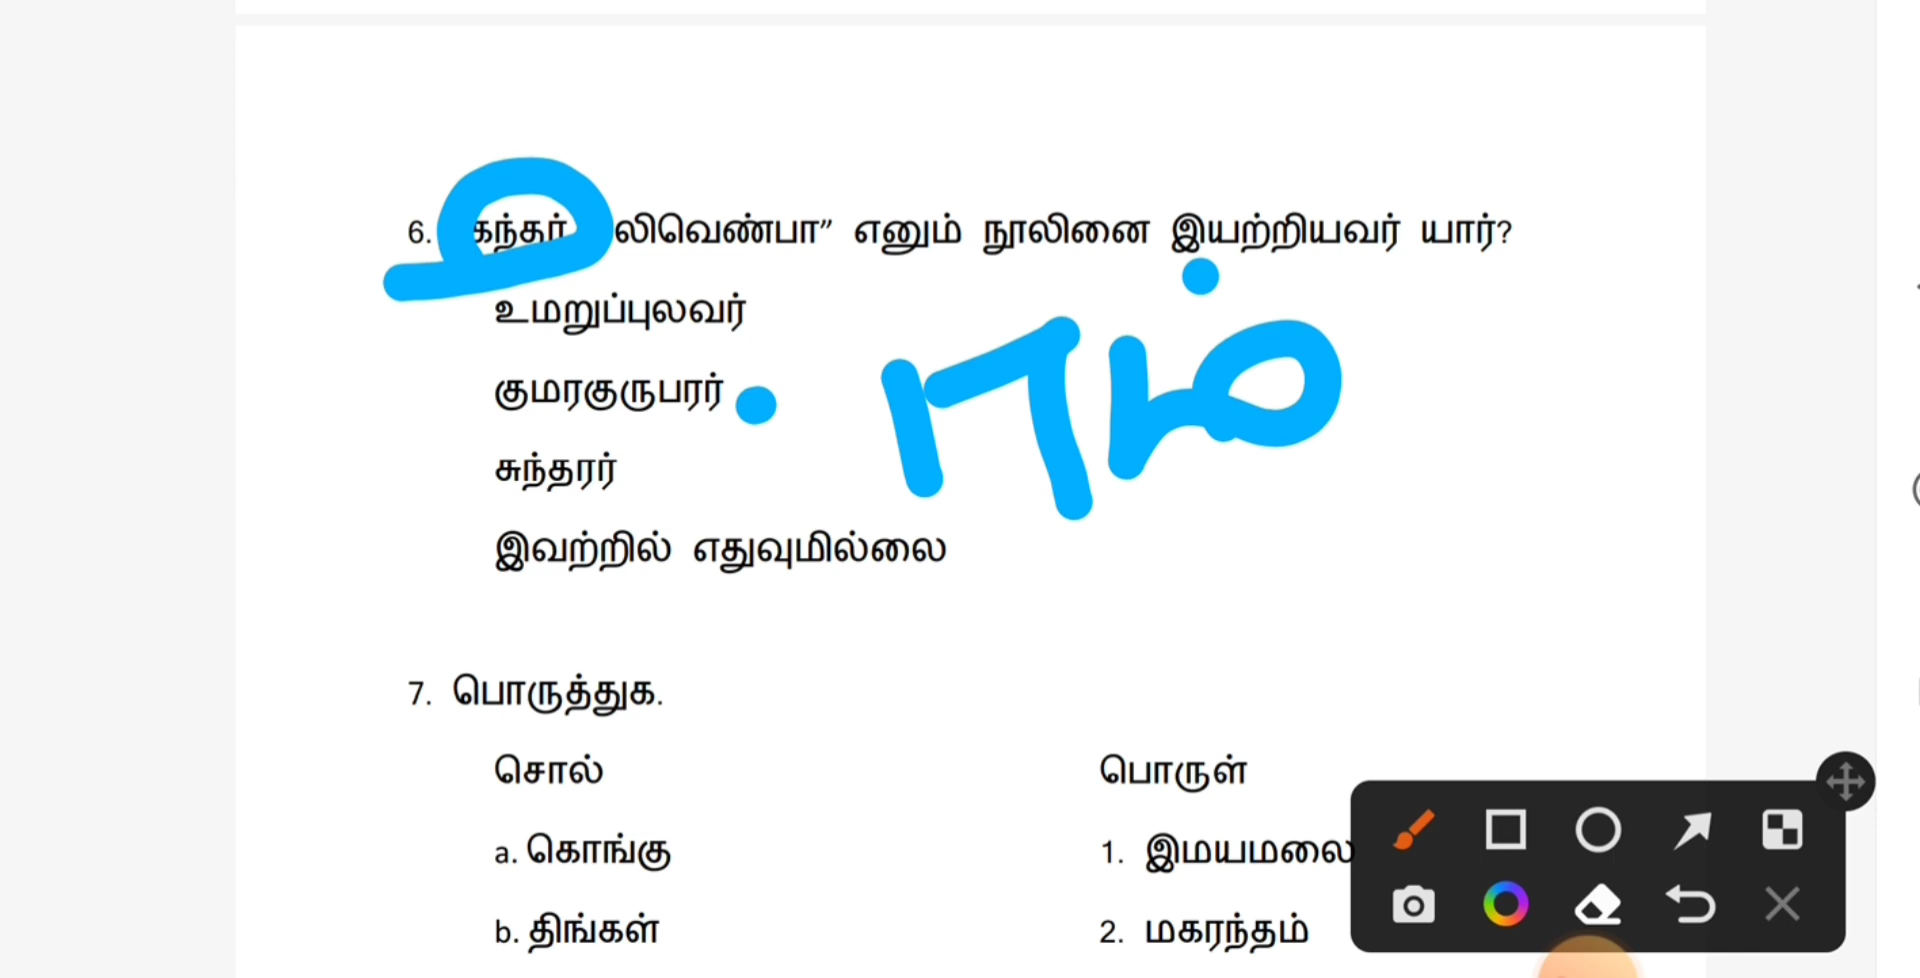 6. கந்தர் லிவெண்பா” எனும் நூலினை இயற்றியவர் யார்?
உமறுப்புலவர்
குமரகுருபரர்
சுந்தரர்
இவற்றில் எதுவுமில்லை
7. பொருத்துக.
சொல் பொருள்
a. கொங்கு 1. இமயமலை
b. திங்கள் 2. மகரந்தம்